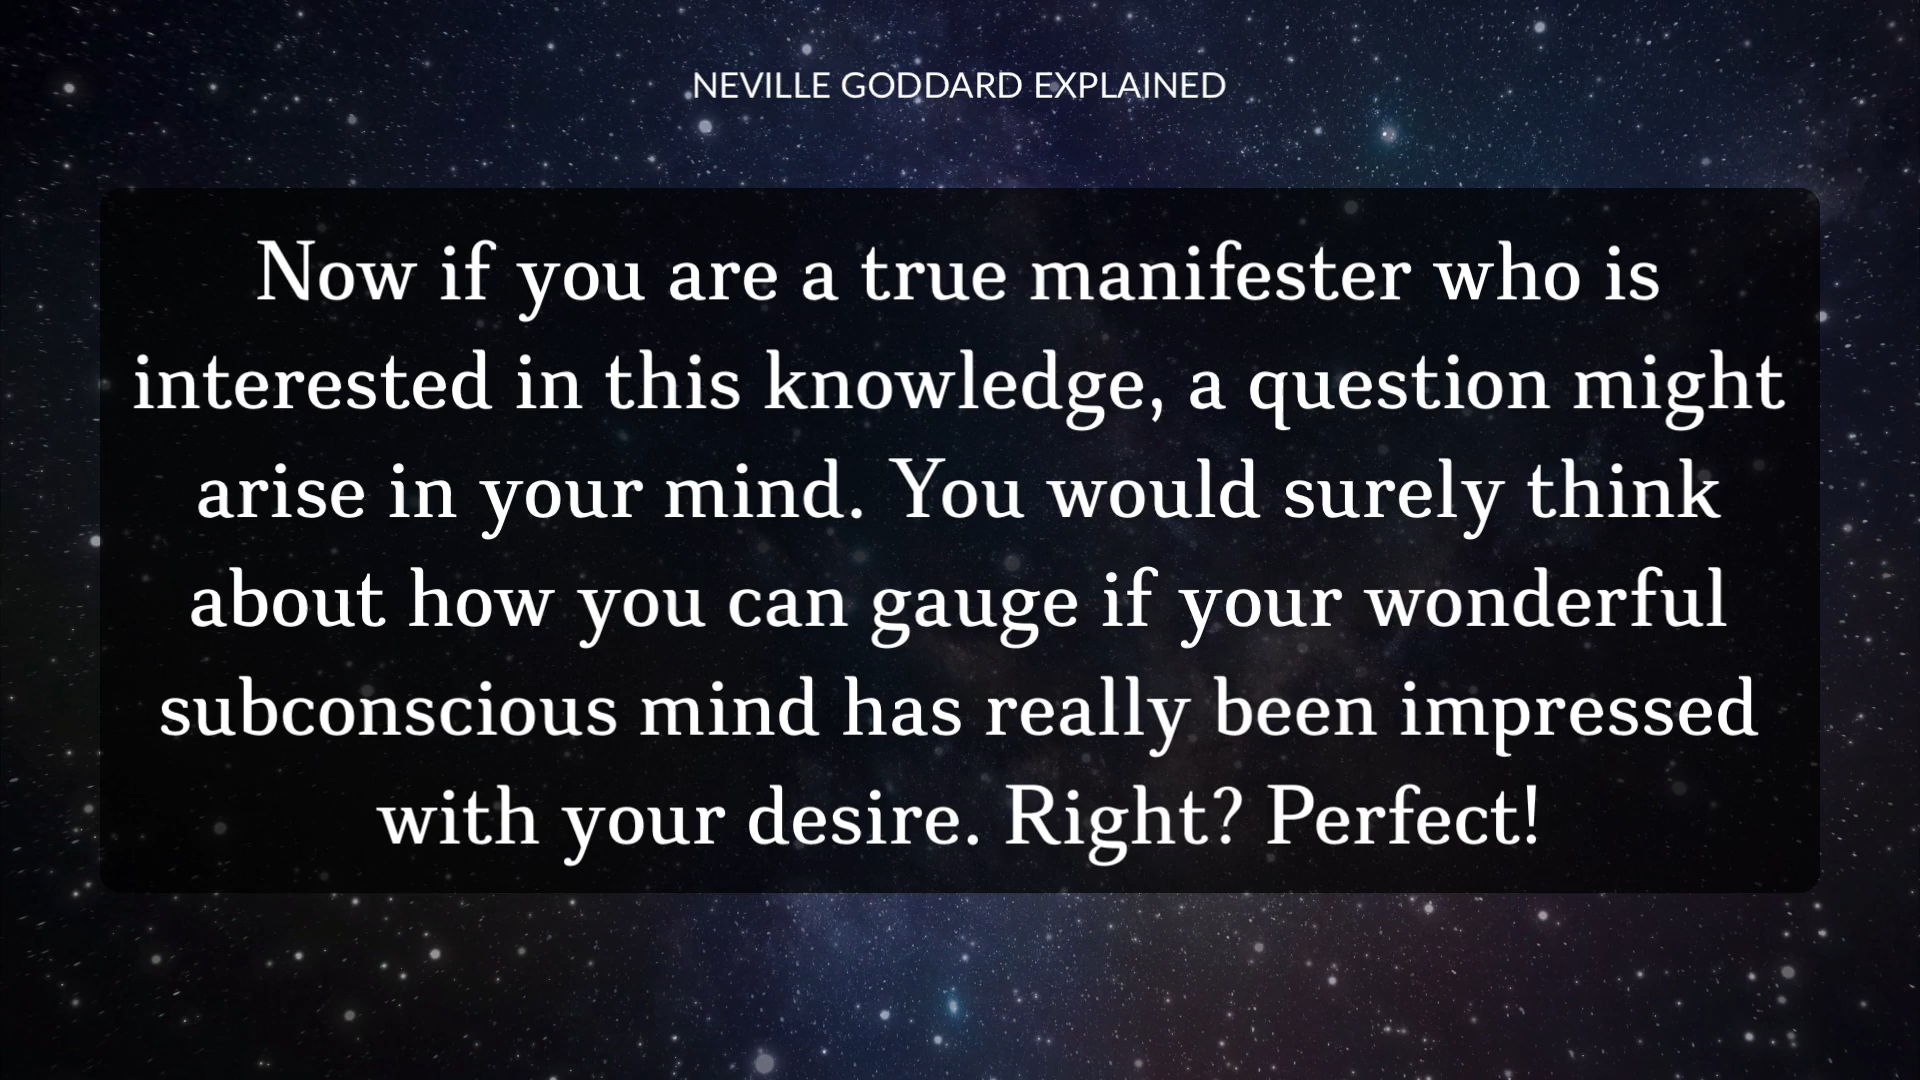 NEVILLE GODDARD EXPLAINED
Now if you are a true manifester who is
interested in this knowledge, a question might
arise in your mind. You would surely think
about how you can gauge if your wonderful
subconscious mind has really been impressed
with your desire. Right? Perfect!